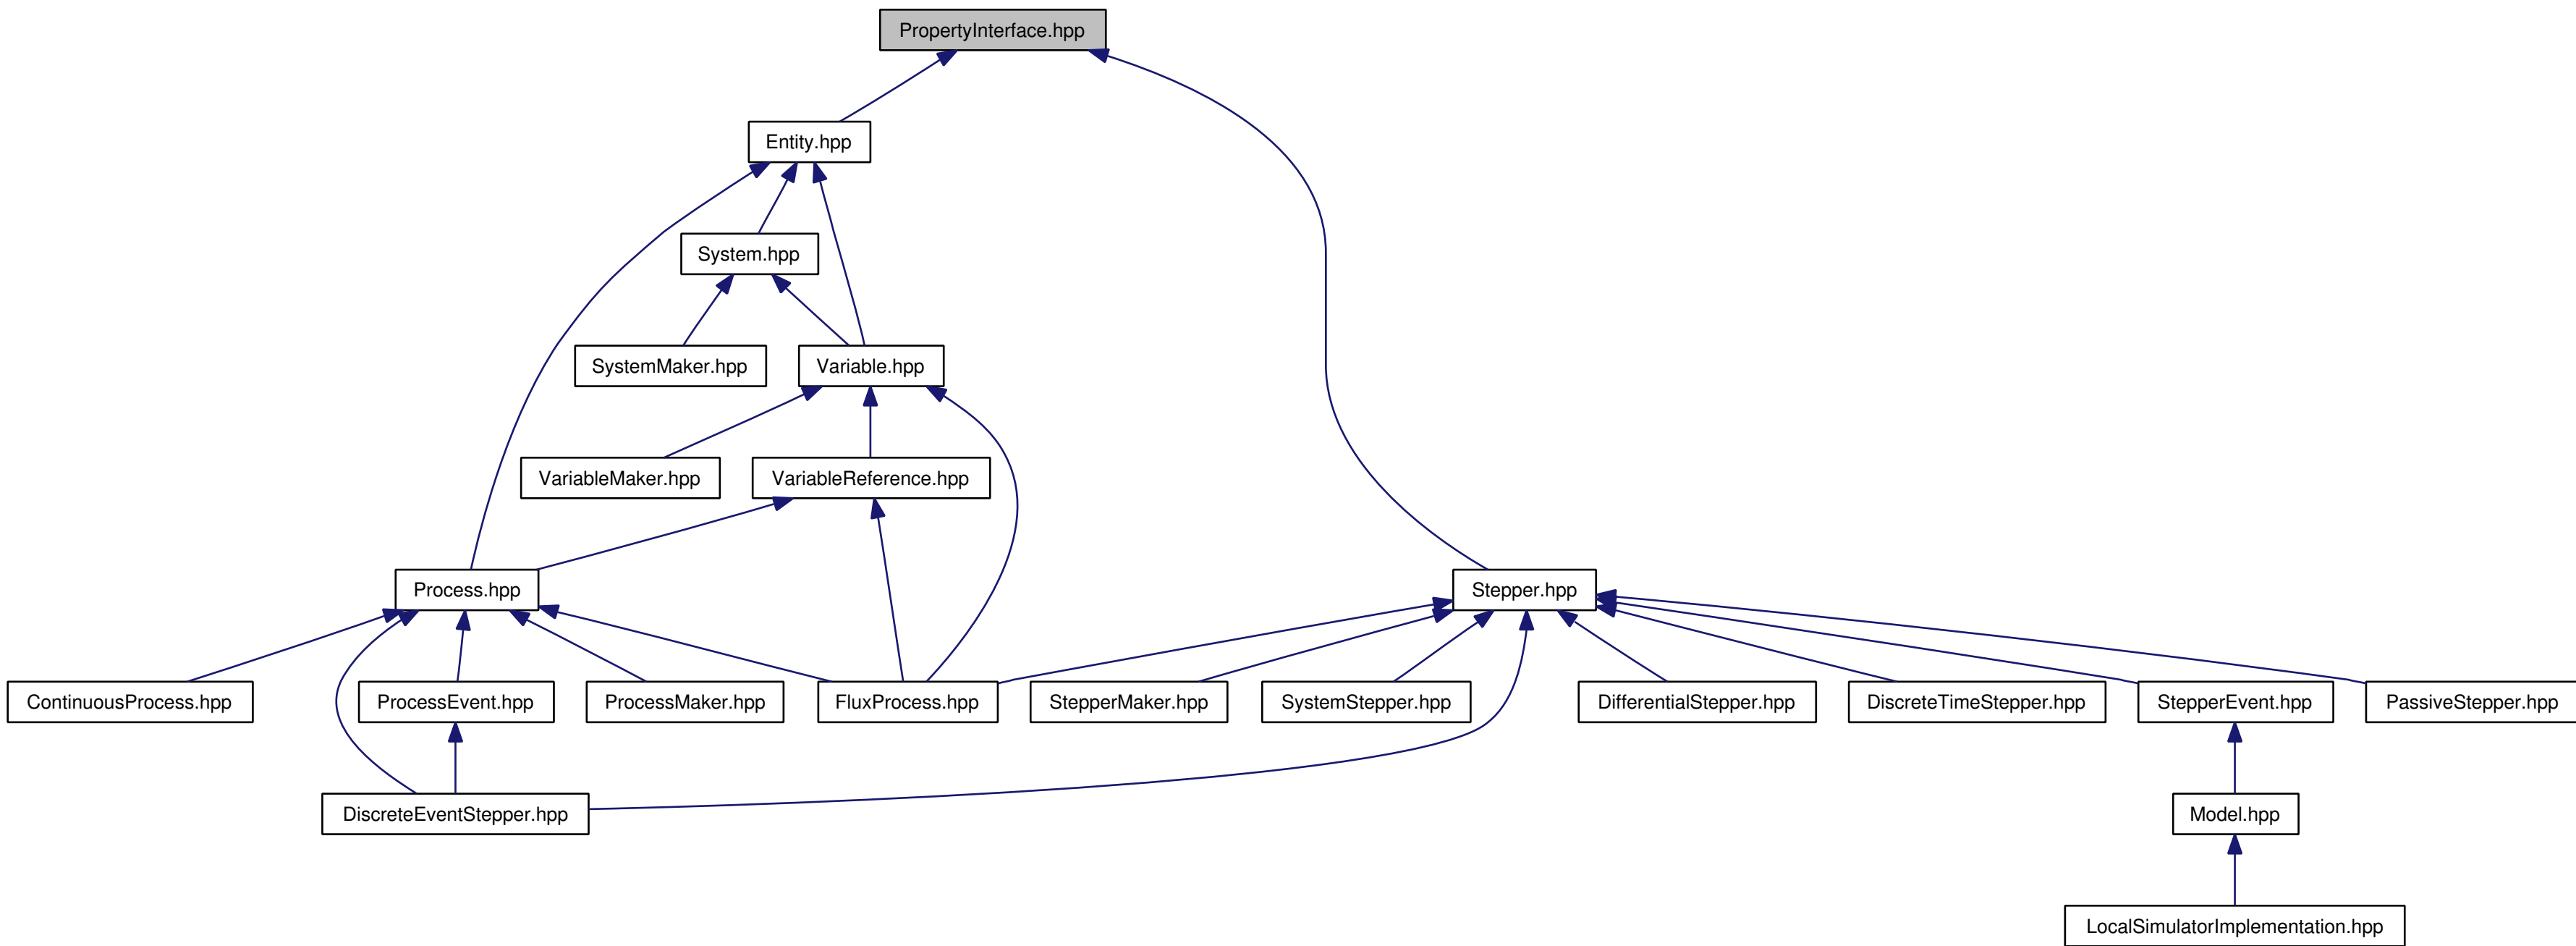 PropertyInterface.hpp
Entity.hpp
System.hpp
SystemMaker.hpp
Variable.hpp
VariableMaker.hpp
VariableReference.hpp
Process.hpp
Stepper.hpp
ContinuousProcess.hpp
ProcessEvent.hpp
ProcessMaker.hpp
FluxProcess.hpp
StepperMaker.hpp
SystemStepper.hpp
DifferentialStepper.hpp
DiscreteTimeStepper.hpp
StepperEvent.hpp
PassiveStepper.hpp
DiscreteEventStepper.hpp
Model.hpp
LocalSimulatorImplementation.hpp